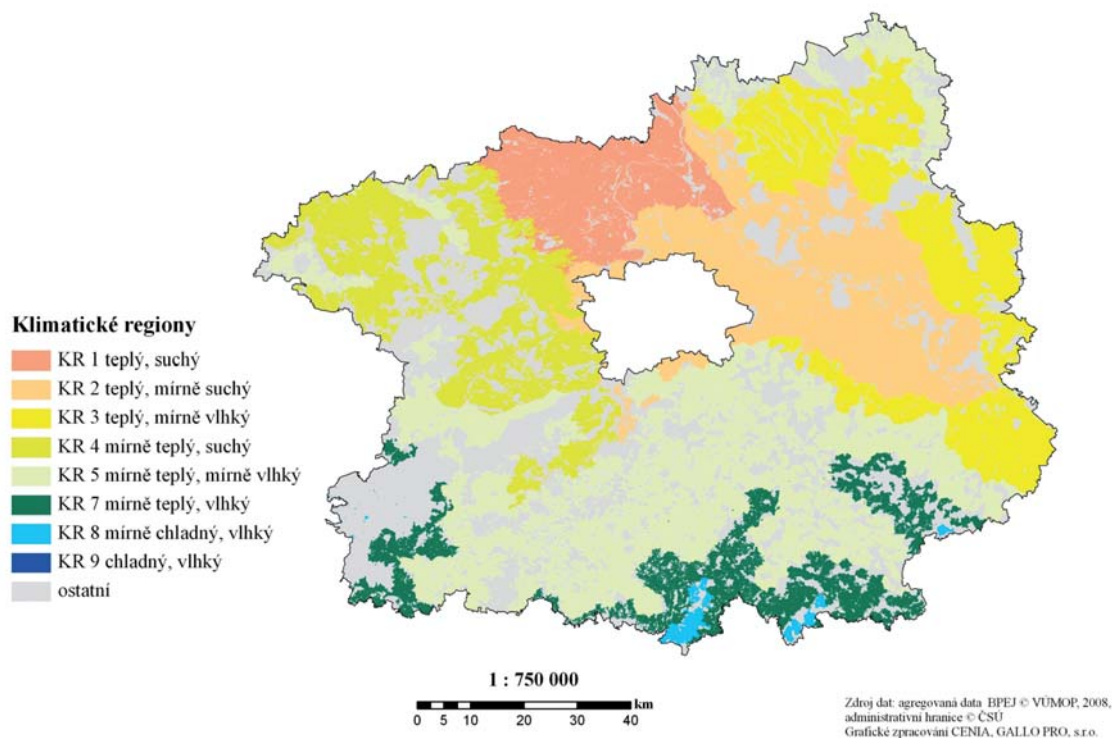 Klimatické regiony
KR 1 teplý, suchý
KR 2 teplý, mírně suchý
KR 3 teplý, mírně vlhký
KR 4 mírně teplý, suchý
KR 5 mírně teplý, mírně vlhký
KR 7 mírně teplý, vlhký
KR 8 mírně chladný, vlhký
KR 9 chladný, vlhký
ostatní
1 : 750 000
km
0 5 10 20 30 40
Zdroj dat: agregovaná data BPEJ © VÚMOP, 2008,
administrativní hranice © ČSÚ
Grafické zpracování CENIA, GALLO PRO, s.r.o.